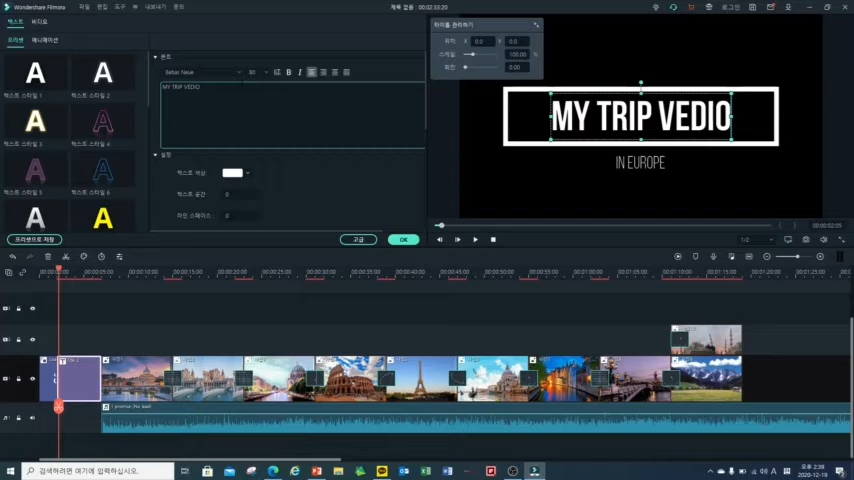 Wondershare Filmora
파일 편집 도구 뷰 내보내기 문의
제목 없음 : 00:02:33:20
로그인
텍스트 비디오
프리셋 애니메이션
텍스트 스타일 1
텍스트 스타일 2
텍스트 스타일 3
텍스트 스타일 4
텍스트 스타일 5
텍스트 스타일 6
프리셋으로 저장
폰트
Bebas Neue 80
MY TRIP VEDIO
설정
텍스트 색상:
텍스트 공간: 0
라인 스페이스: 0
고급 OK
타이틀 관리하기
위치: X 0.0 Y 0.0
스케일: 100.00 %
회전: 0.00
MY TRIP VEDIO
IN EUROPE
00:00:02:05
1/2
00:00:05:00 00:00:10:00 00:00:15:00 00:00:20:00 00:00:25:00 00:00:30:00 00:00:35:00 00:00:40:00 00:00:45:00 00:00:50:00 00:00:55:00 00:01:00:00 00:01:05:00 00:01:10:00 00:01:15:00 00:01:20:00 00:01:25:00
검색하려면 여기에 입력하십시오.
오후 2:39
2020-12-19